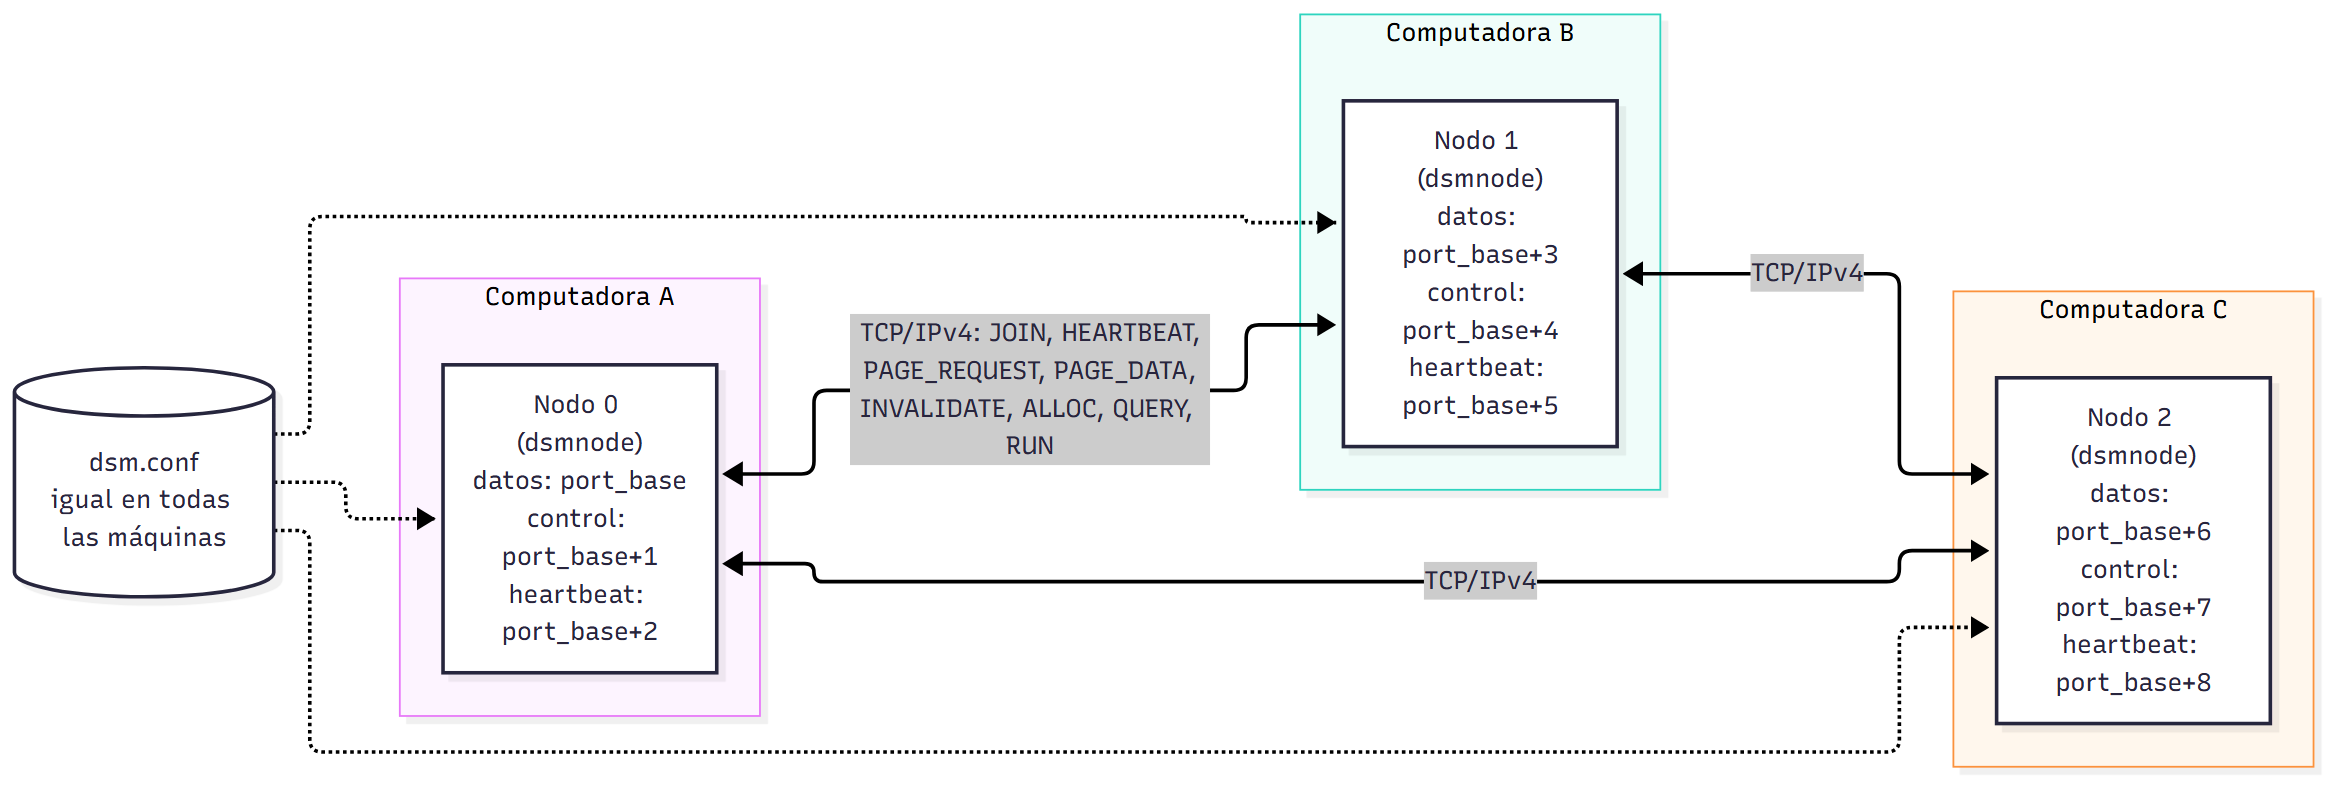 dsm.conf
igual en todas
las máquinas
Computadora A
Nodo 0
(dsmnode)
datos: port_base
control:
port_base+1
heartbeat:
port_base+2
TCP/IPv4: JOIN, HEARTBEAT,
PAGE_REQUEST, PAGE_DATA,
INVALIDATE, ALLOC, QUERY,
RUN
Computadora B
Nodo 1
(dsmnode)
datos:
port_base+3
control:
port_base+4
heartbeat:
port_base+5
TCP/IPv4
TCP/IPv4
Computadora C
Nodo 2
(dsmnode)
datos:
port_base+6
control:
port_base+7
heartbeat:
port_base+8